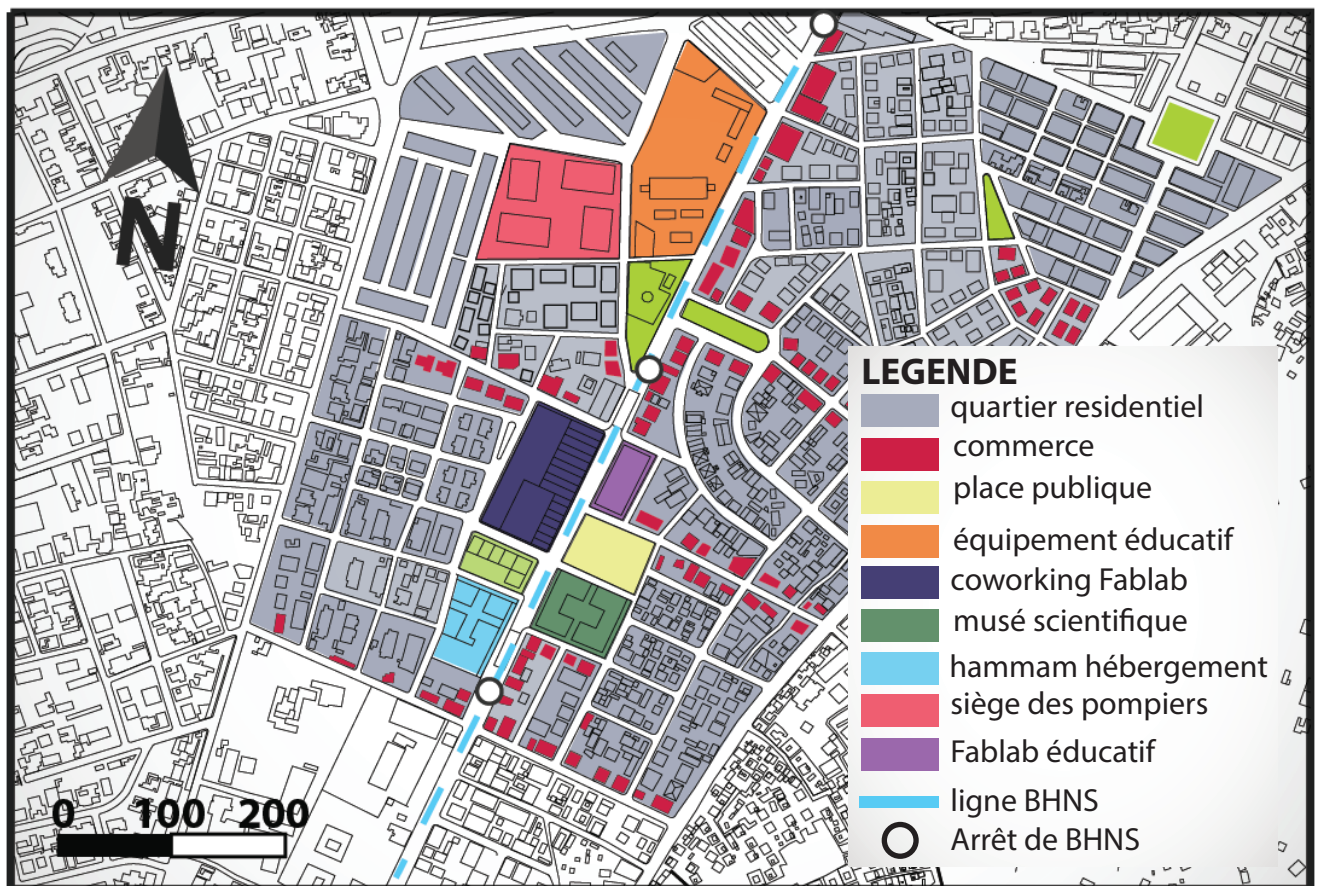 N
LEGENDE
quartier residentiel
commerce
place publique
équipement éducatif
coworking Fablab
musé scientifique
hammam hébergement
siège des pompiers
Fablab éducatif
ligne BHNS
Arrêt de BHNS
0 100 200